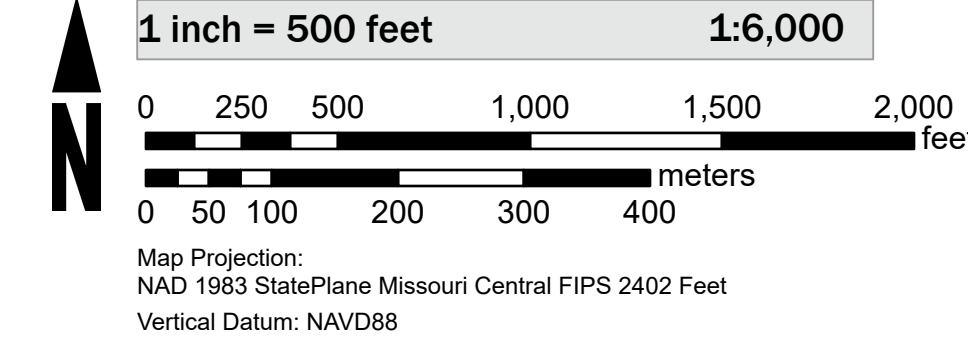 1 inch = 500 feet 1:6,000
0 250 500 1,000 1,500 2,000
feet
N
meters
0 50 100 200 300 400
Map Projection:
NAD 1983 StatePlane Missouri Central FIPS 2402 Feet
Vertical Datum: NAVD88